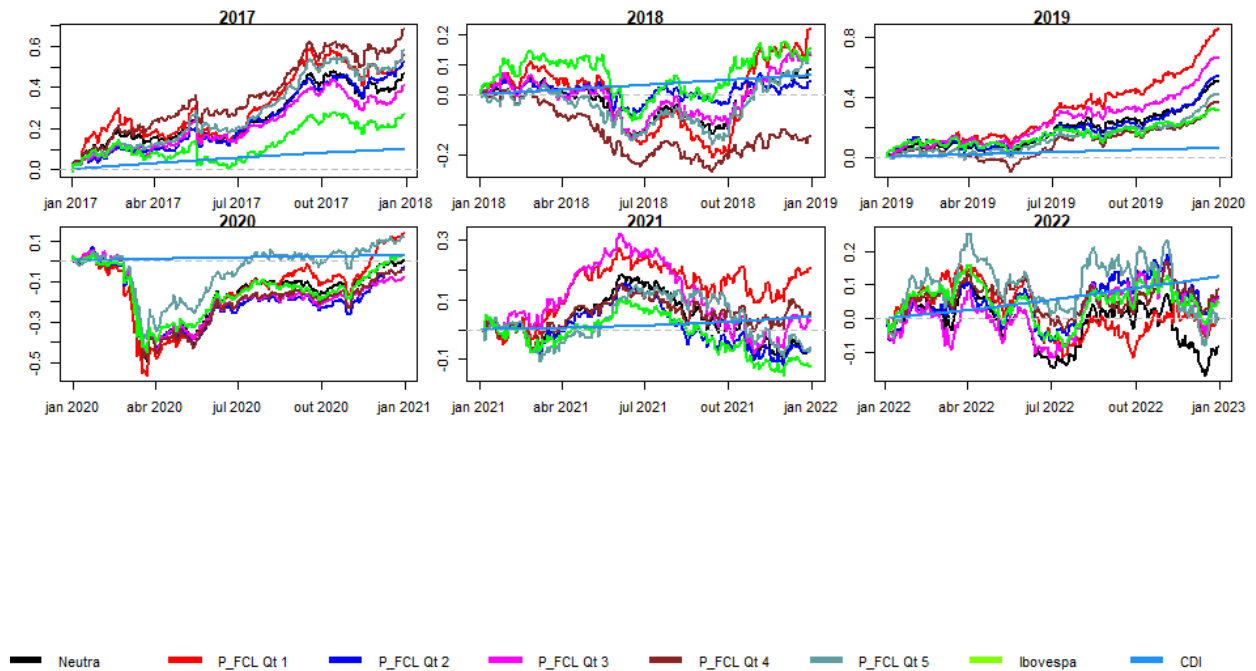 2017
2018
2019
0.0 0.2 0.4 0.6
-0.2 0.0 0.1 0.2
0.0 0.4 0.8
jan 2017 abr 2017 jul 2017 out 2017 jan 2018
jan 2018 abr 2018 jul 2018 out 2018 jan 2019
jan 2019 abr 2019 jul 2019 out 2019 jan 2020
2020
2021
2022
-0.5 -0.3 -0.1 0.1
-0.1 0.1 0.3
-0.1 0.0 0.1 0.2
jan 2020 abr 2020 jul 2020 out 2020 jan 2021
jan 2021 abr 2021 jul 2021 out 2021 jan 2022
jan 2022 abr 2022 jul 2022 out 2022 jan 2023
Neutra P_FCL Qt 1 P_FCL Qt 2 P_FCL Qt 3 P_FCL Qt 4 P_FCL Qt 5 Ibovespa CDI